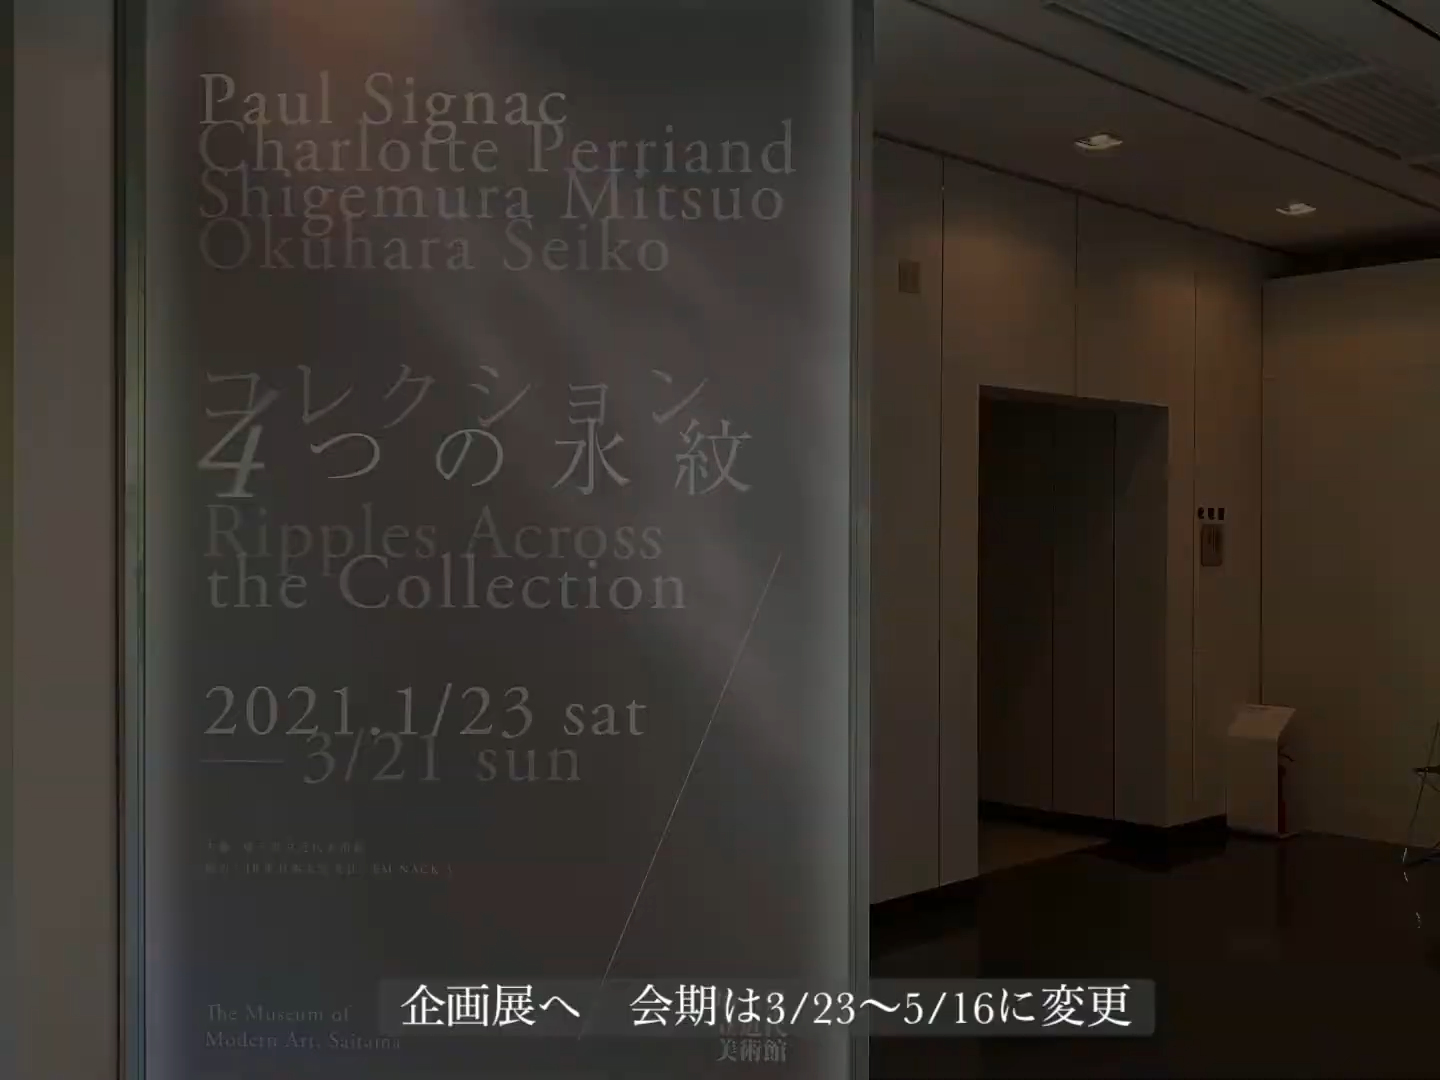 Paul Signac
Charlotte Perriand
Shigemura Mitsuo
Okuhara Seiko
コレクション
4つの水紋
Ripples Across
the Collection
2021.1/23 sat
— 3/21 sun
The Museum of
Modern Art, Saitama
近代
美術館
企画展へ 会期は3/23〜5/16に変更